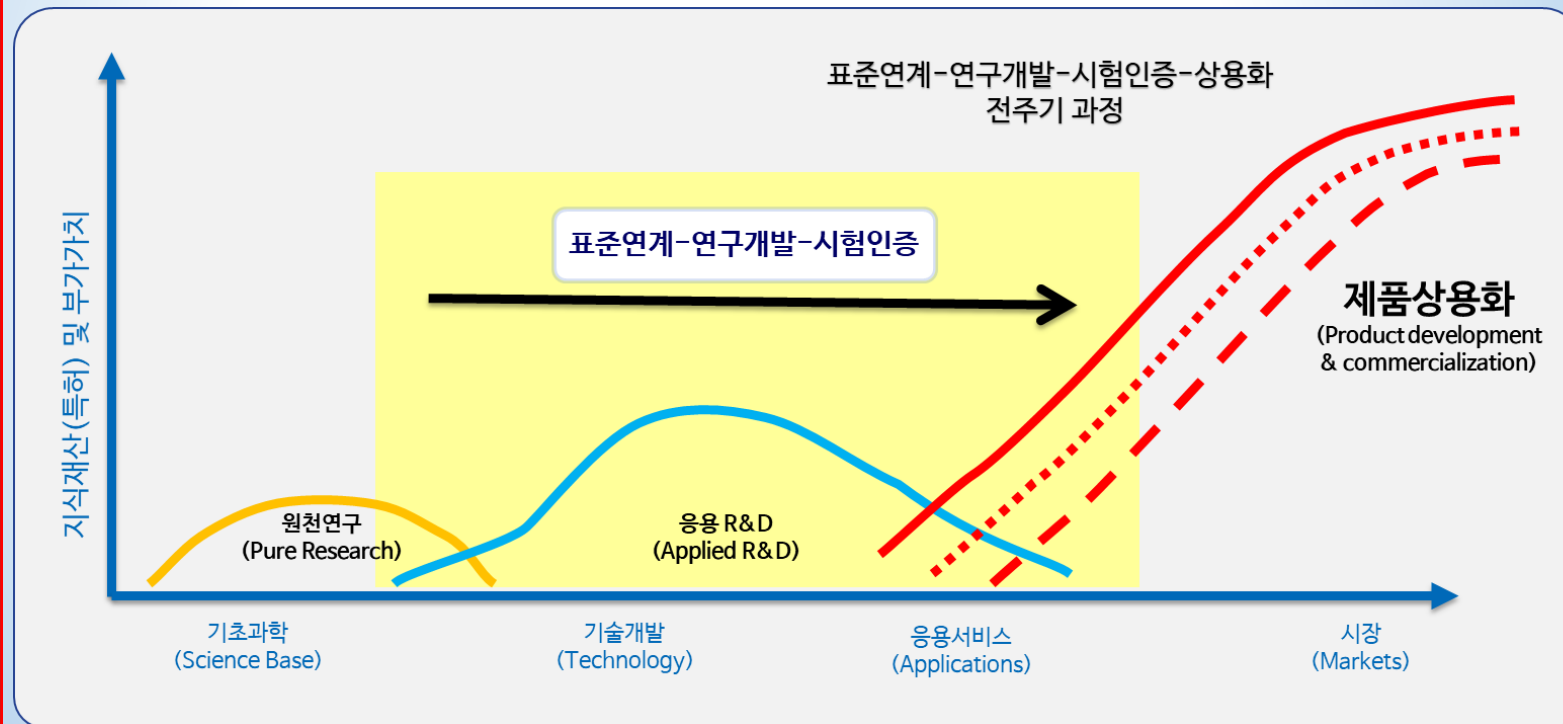 표준연계-연구개발-시험인증-상용화
전주기 과정
표준연계-연구개발-시험인증
지식재산(특허) 및 부가가치
제품상용화
(Product development
& commercialization)
원천연구
(Pure Research)
응용 R&D
(Applied R&D)
기초과학
(Science Base)
기술개발
(Technology)
응용서비스
(Applications)
시장
(Markets)